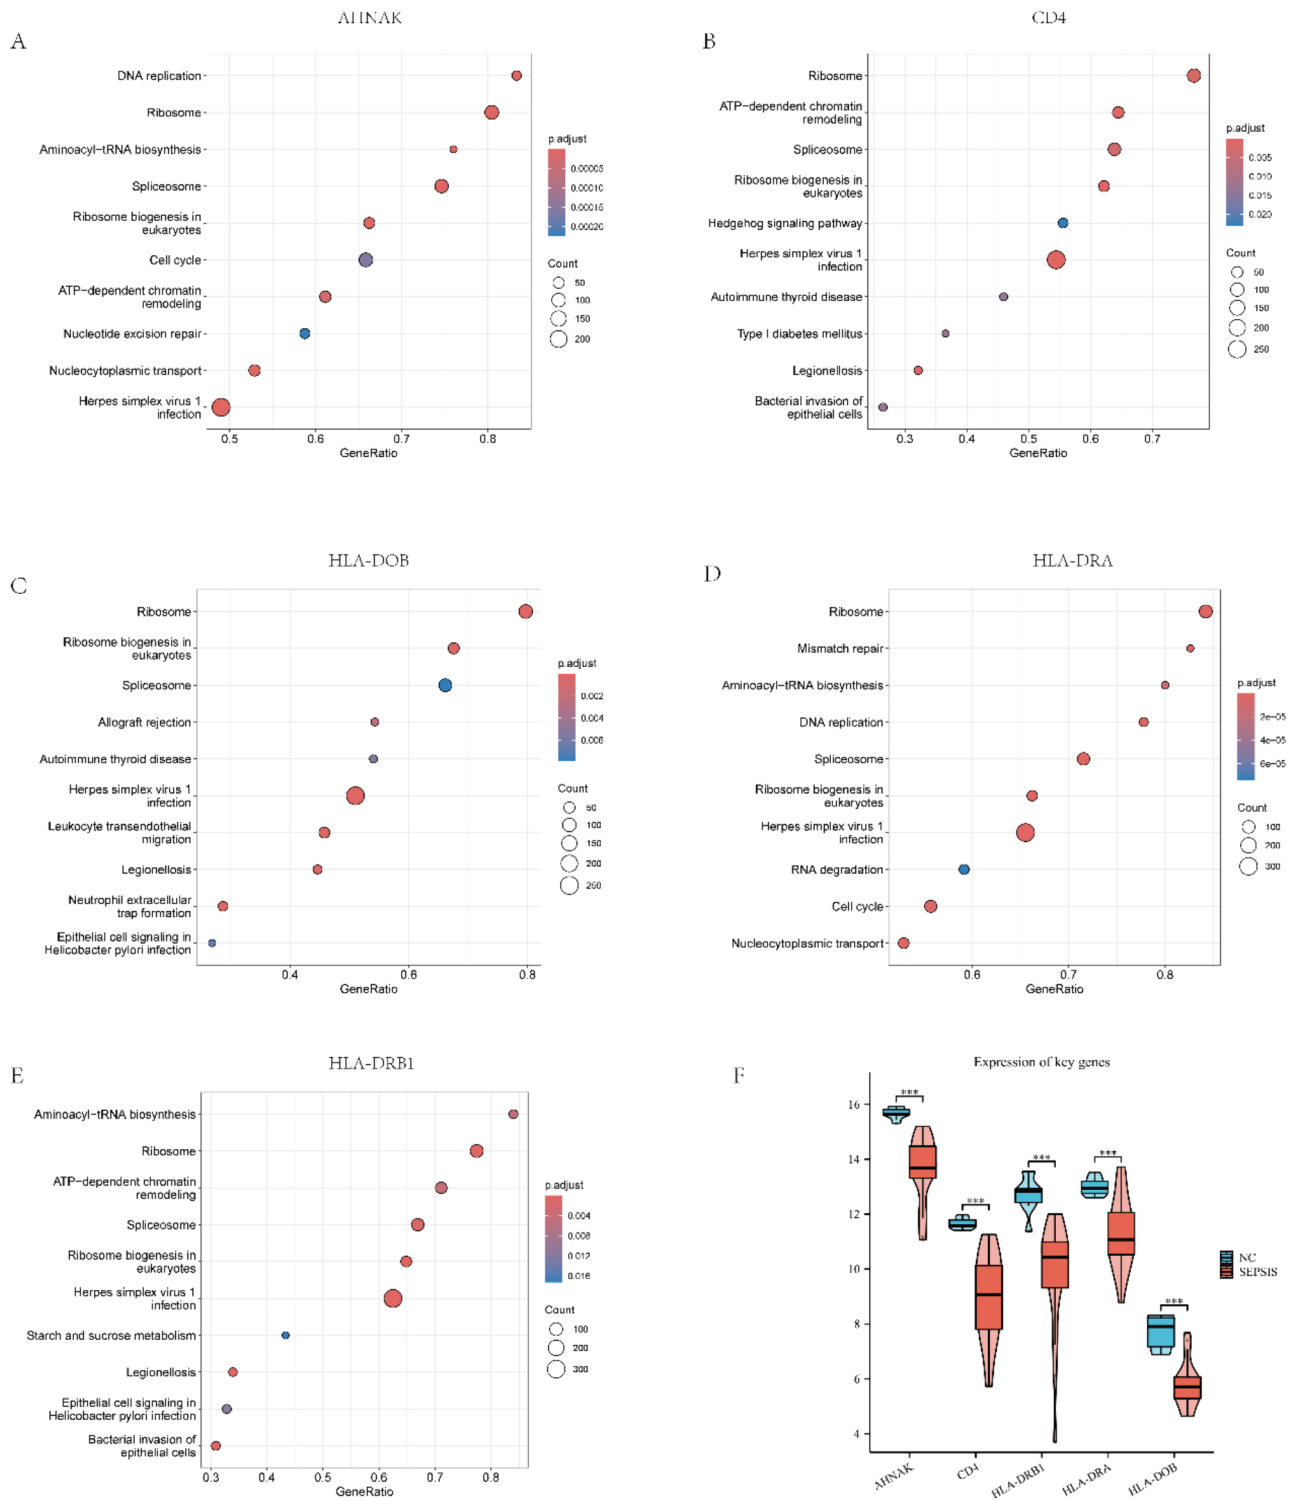 AHNAK
A
DNA replication
Ribosome
Aminoacyl−tRNA biosynthesis
Spliceosome
Ribosome biogenesis in
eukaryotes
Cell cycle
ATP−dependent chromatin
remodeling
Nucleotide excision repair
Nucleocytoplasmic transport
Herpes simplex virus 1
infection
0.5 0.6 0.7 0.8
GeneRatio
p.adjust
0.00005
0.00010
0.00015
0.00020
Count
50
100
150
200
CD4
B
Ribosome
ATP−dependent chromatin
remodeling
Spliceosome
Ribosome biogenesis in
eukaryotes
Hedgehog signaling pathway
Herpes simplex virus 1
infection
Autoimmune thyroid disease
Type I diabetes mellitus
Legionellosis
Bacterial invasion of
epithelial cells
0.3 0.4 0.5 0.6 0.7
GeneRatio
p.adjust
0.005
0.010
0.015
0.020
Count
50
100
150
200
250
HLA-DOB
C
Ribosome
Ribosome biogenesis in
eukaryotes
Spliceosome
Allograft rejection
Autoimmune thyroid disease
Herpes simplex virus 1
infection
Leukocyte transendothelial
migration
Legionellosis
Neutrophil extracellular
trap formation
Epithelial cell signaling in
Helicobacter pylori infection
0.4 0.6 0.8
GeneRatio
p.adjust
0.002
0.004
0.006
Count
50
100
150
200
250
HLA-DRA
D
Ribosome
Mismatch repair
Aminoacyl−tRNA biosynthesis
DNA replication
Spliceosome
Ribosome biogenesis in
eukaryotes
Herpes simplex virus 1
infection
RNA degradation
Cell cycle
Nucleocytoplasmic transport
0.6 0.7 0.8
GeneRatio
p.adjust
2e−05
4e−05
6e−05
Count
100
200
300
HLA-DRB1
E
Aminoacyl−tRNA biosynthesis
Ribosome
ATP−dependent chromatin
remodeling
Spliceosome
Ribosome biogenesis in
eukaryotes
Herpes simplex virus 1
infection
Starch and sucrose metabolism
Legionellosis
Epithelial cell signaling in
Helicobacter pylori infection
Bacterial invasion of
epithelial cells
0.3 0.4 0.5 0.6 0.7 0.8
GeneRatio
p.adjust
0.004
0.008
0.012
0.016
Count
100
200
300
F
Expression of key genes
16
14
12
10
8
6
4
*** *** *** *** ***
AHNAK CD4 HLA-DRB1 HLA-DRA HLA-DOB
NC
SEPSIS